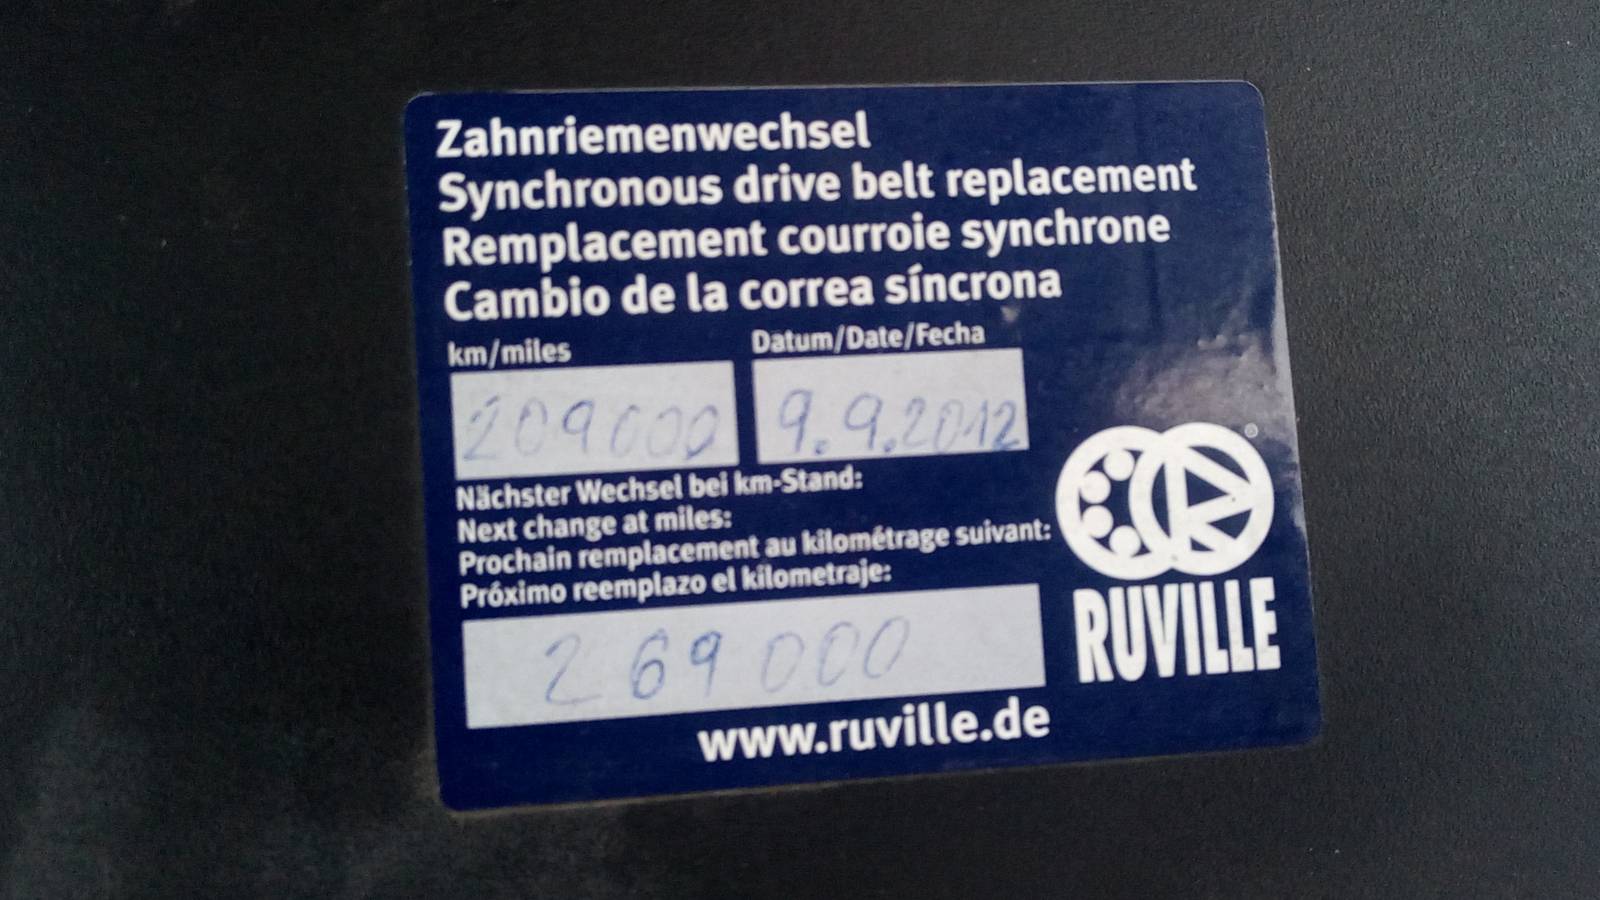 Zahnriemenwechsel
Synchronous drive belt replacement
Remplacement courroie synchrone
Cambio de la correa síncrona
km/miles Datum/Date/Fecha
209000 9.9.2012
Nächster Wechsel bei km-Stand:
Next change at miles:
Prochain remplacement au kilométrage suivant:
Próximo reemplazo el kilometraje:
269000
®
RUVILLE
www.ruville.de